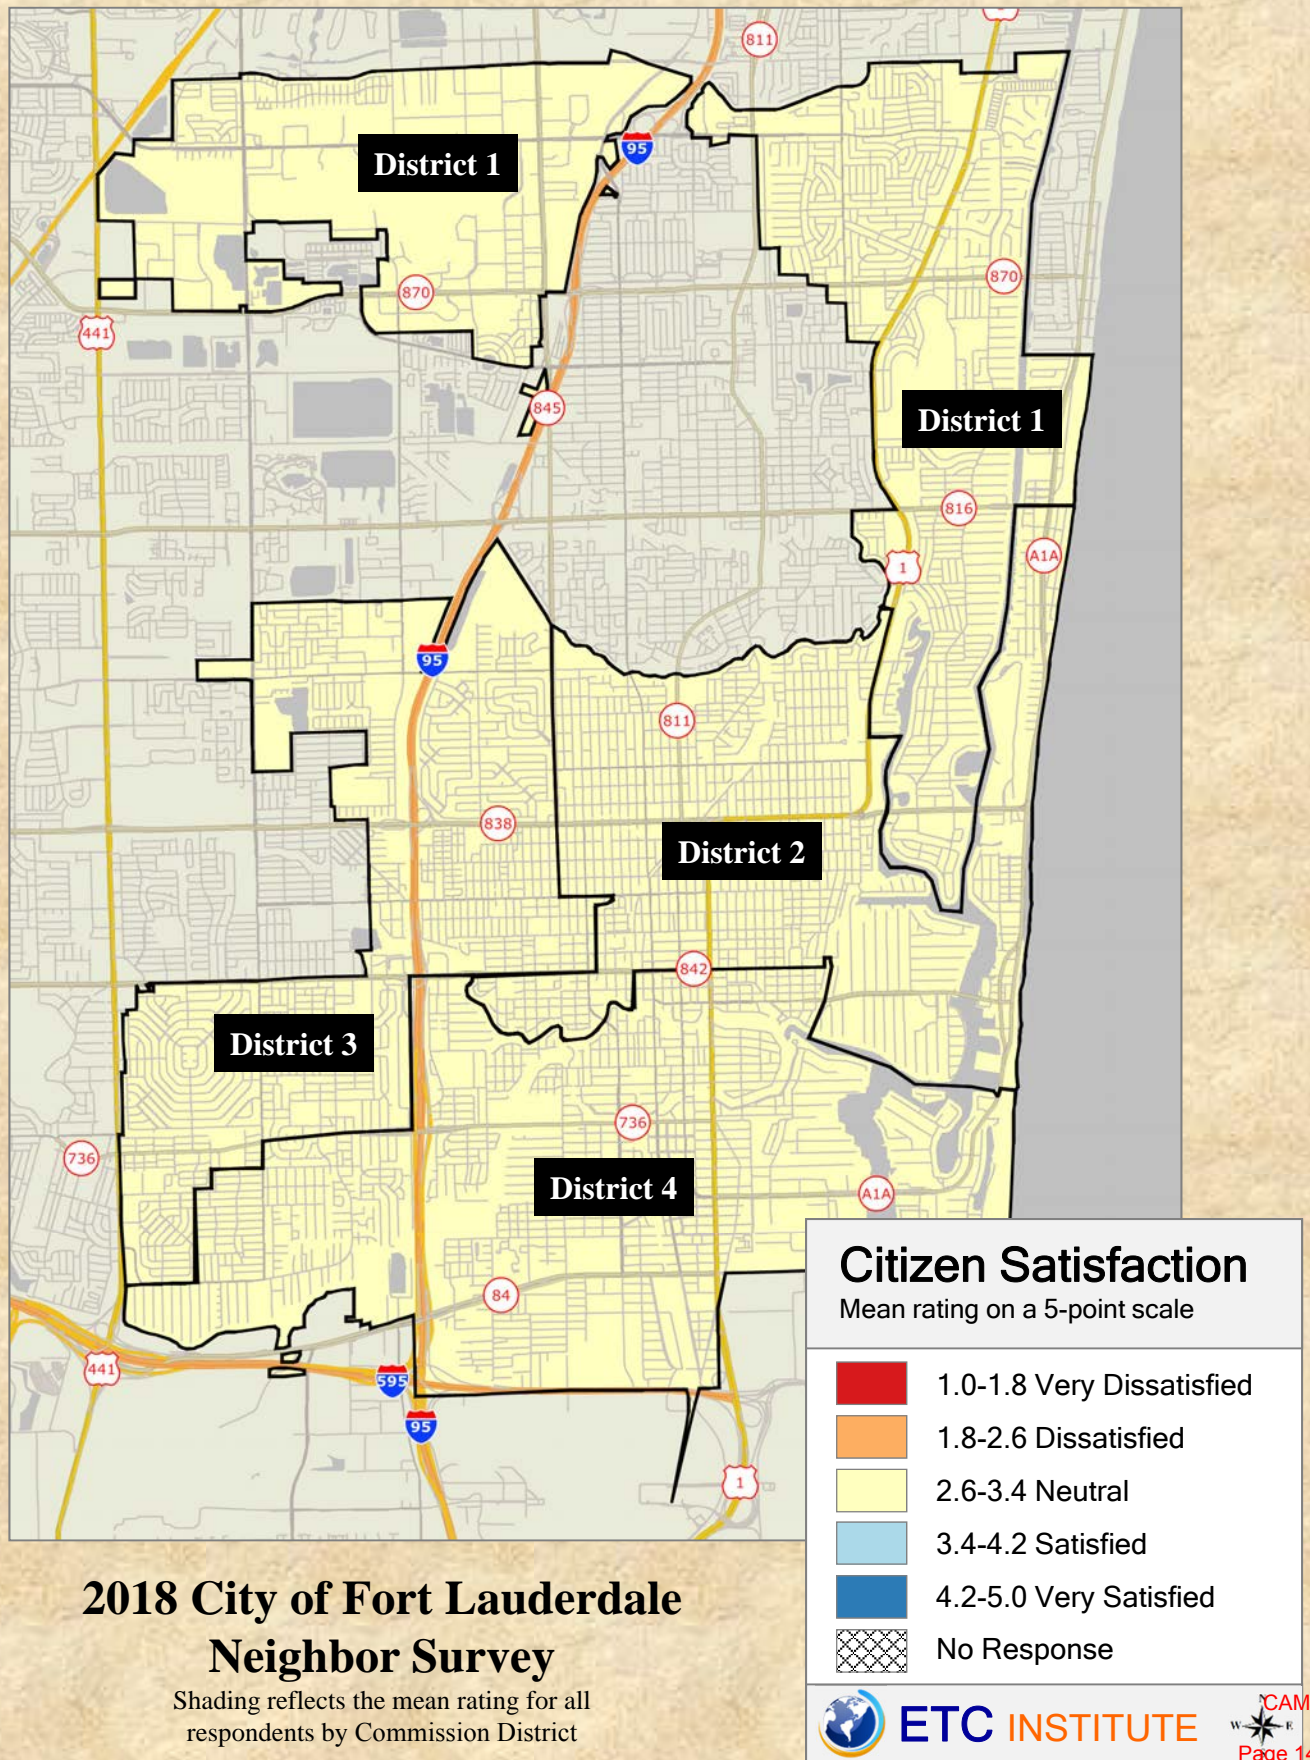 811
95
District 1
870
870
441
845
District 1
816
A1A
1
95
811
838
District 2
842
District 3
736
736
District 4
A1A
84
441
595
95
1
Citizen Satisfaction
Mean rating on a 5-point scale
1.0-1.8 Very Dissatisfied
1.8-2.6 Dissatisfied
2.6-3.4 Neutral
3.4-4.2 Satisfied
4.2-5.0 Very Satisfied
No Response
2018 City of Fort Lauderdale
Neighbor Survey
Shading reflects the mean rating for all
respondents by Commission District
ETC INSTITUTE
W E
CAM
Page 14